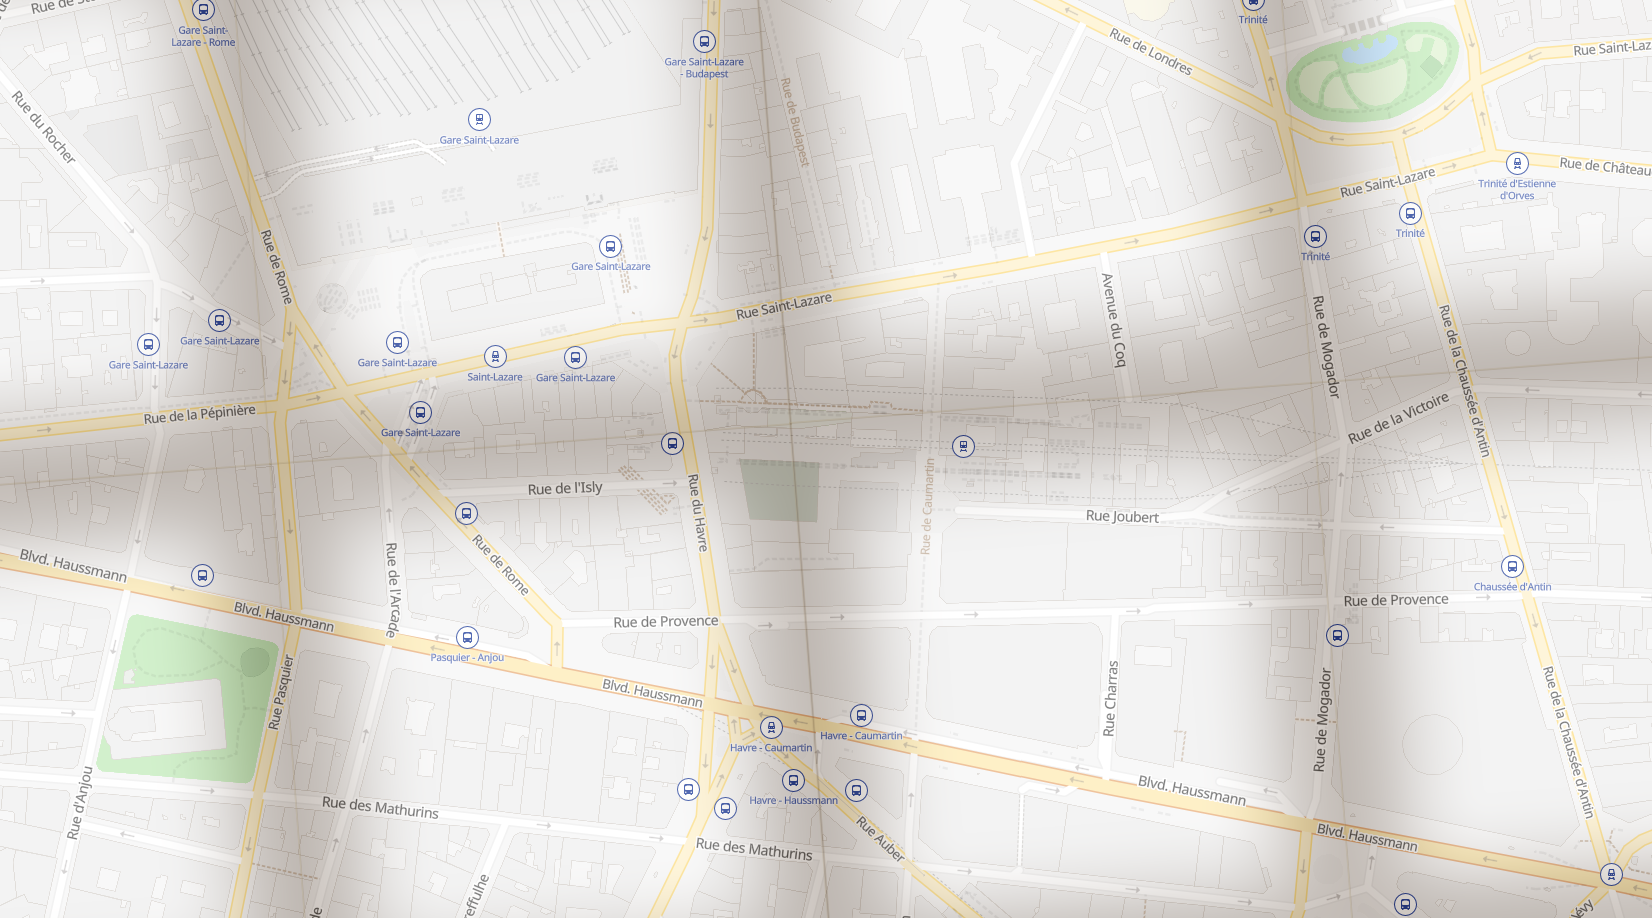 Rue de
Gare Saint-
Lazare - Rome
Gare Saint-Lazare
- Budapest
Trinité
Rue de Londres
Rue Saint-Laz
Rue du Rocher
Gare Saint-Lazare
Rue de Budapest
Rue de Château
Trinité d'Estienne
d'Orves
Rue Saint-Lazare
Trinité
Trinité
Rue de Rome
Gare Saint-Lazare
Rue Saint-Lazare
Avenue du Coq
Rue de Mogador
Rue de la Chaussée d'Antin
Gare Saint-Lazare
Gare Saint-Lazare
Gare Saint-Lazare
Saint-Lazare
Gare Saint-Lazare
Rue de la Pépinière
Gare Saint-Lazare
Rue de la Victoire
Rue de l'Isly
Rue du Havre
Rue de Caumartin
Rue Joubert
Blvd. Haussmann
Rue de l'Arcade
Rue de Rome
Chaussée d'Antin
Blvd. Haussmann
Rue de Provence
Rue de Provence
Pasquier - Anjou
Rue Pasquier
Blvd. Haussmann
Rue Charras
Rue de Mogador
Rue de la Chaussée d'Antin
Havre - Caumartin
Havre - Caumartin
Rue d'Anjou
Rue des Mathurins
Havre - Haussmann
Blvd. Haussmann
Rue Auber
Blvd. Haussmann
Rue des Mathurins
reffulhe
de
évy